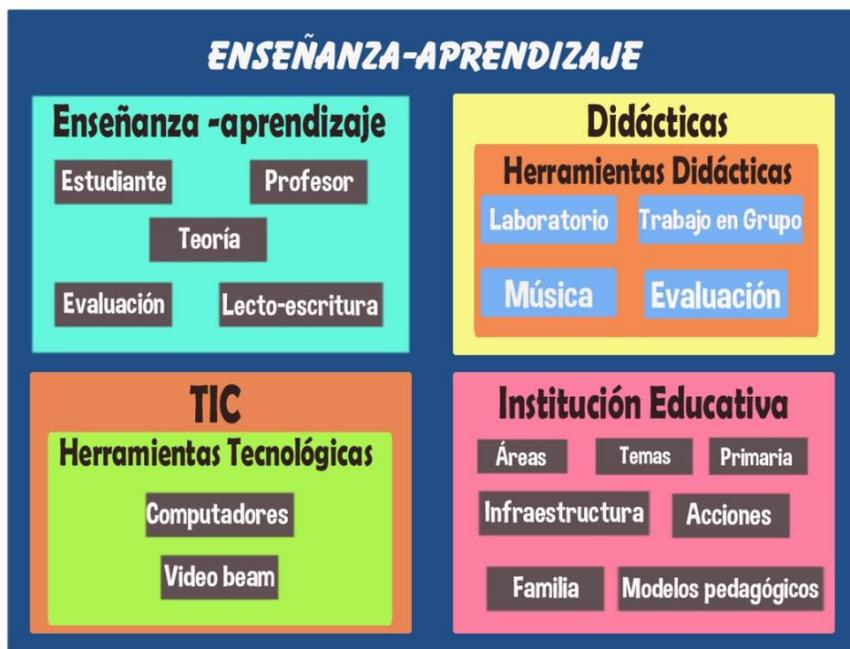 ENSEÑANZA-APRENDIZAJE
Enseñanza -aprendizaje
Estudiante
Profesor
Teoría
Evaluación
Lecto-escritura
Didácticas
Herramientas Didácticas
Laboratorio
Trabajo en Grupo
Música
Evaluación
TIC
Herramientas Tecnológicas
Computadores
Video beam
Institución Educativa
Áreas
Temas
Primaria
Infraestructura
Acciones
Familia
Modelos pedagógicos